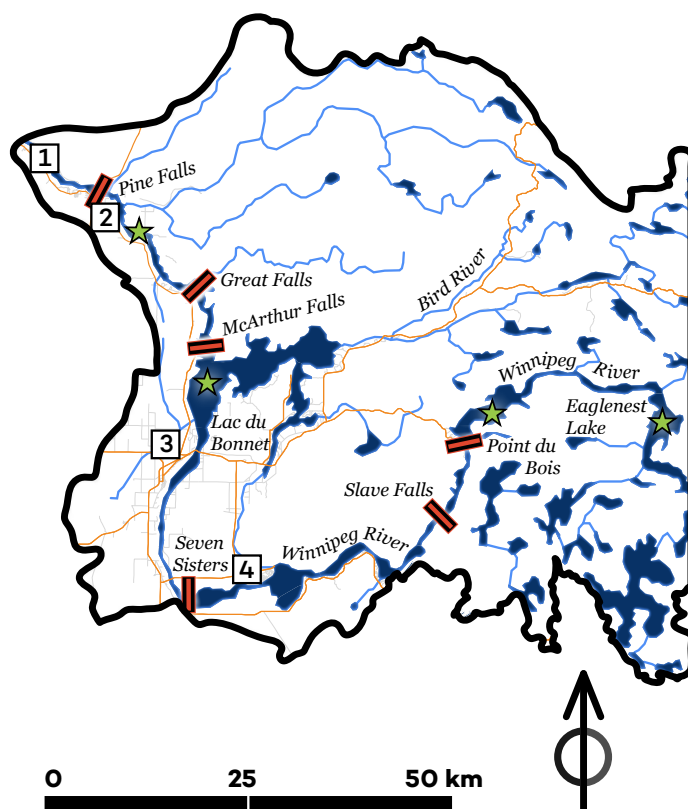 1
Pine Falls
2
Great Falls
Bird River
McArthur Falls
Winnipeg
River
Eaglenest
Lake
Lac du
Bonnet
3
Point du
Bois
Slave Falls
Winnipeg River
Seven
Sisters
4
0 25 50 km